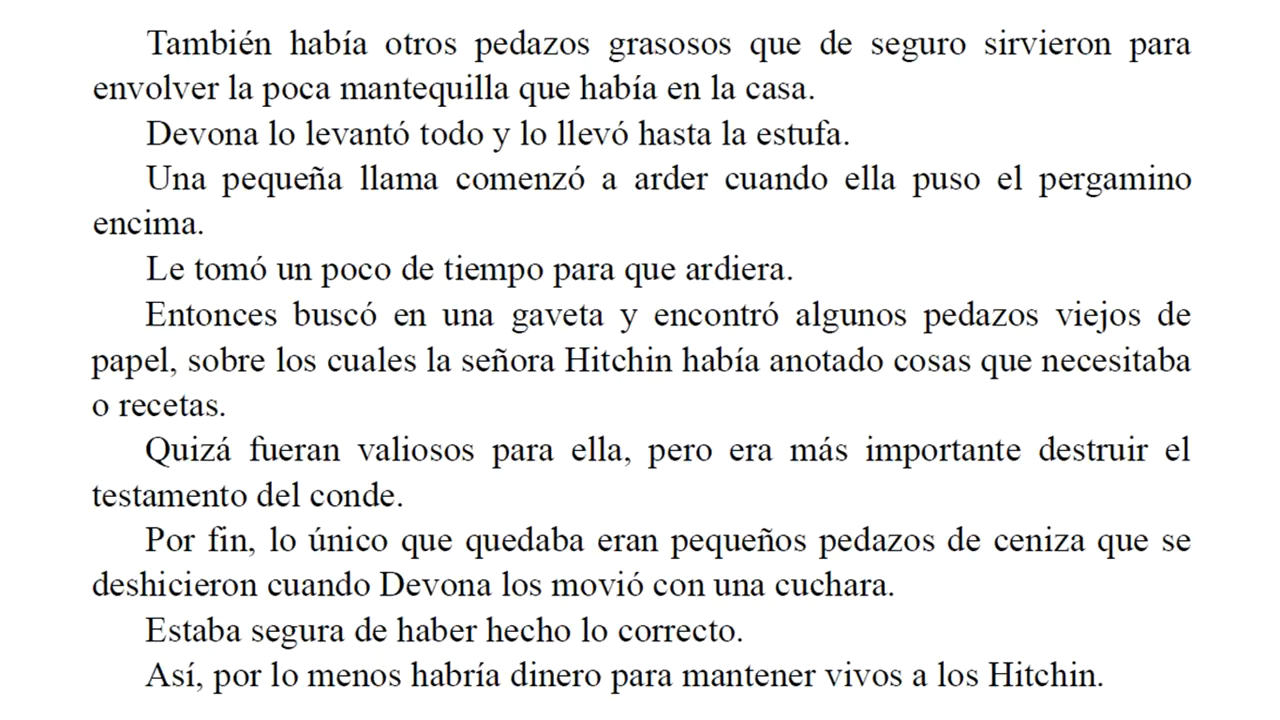 También había otros pedazos grasosos que de seguro sirvieron para
envolver la poca mantequilla que había en la casa.
Devona lo levantó todo y lo llevó hasta la estufa.
Una pequeña llama comenzó a arder cuando ella puso el pergamino
encima.
Le tomó un poco de tiempo para que ardiera.
Entonces buscó en una gaveta y encontró algunos pedazos viejos de
papel, sobre los cuales la señora Hitchin había anotado cosas que necesitaba
o recetas.
Quizá fueran valiosos para ella, pero era más importante destruir el
testamento del conde.
Por fin, lo único que quedaba eran pequeños pedazos de ceniza que se
deshicieron cuando Devona los movió con una cuchara.
Estaba segura de haber hecho lo correcto.
Así, por lo menos habría dinero para mantener vivos a los Hitchin.